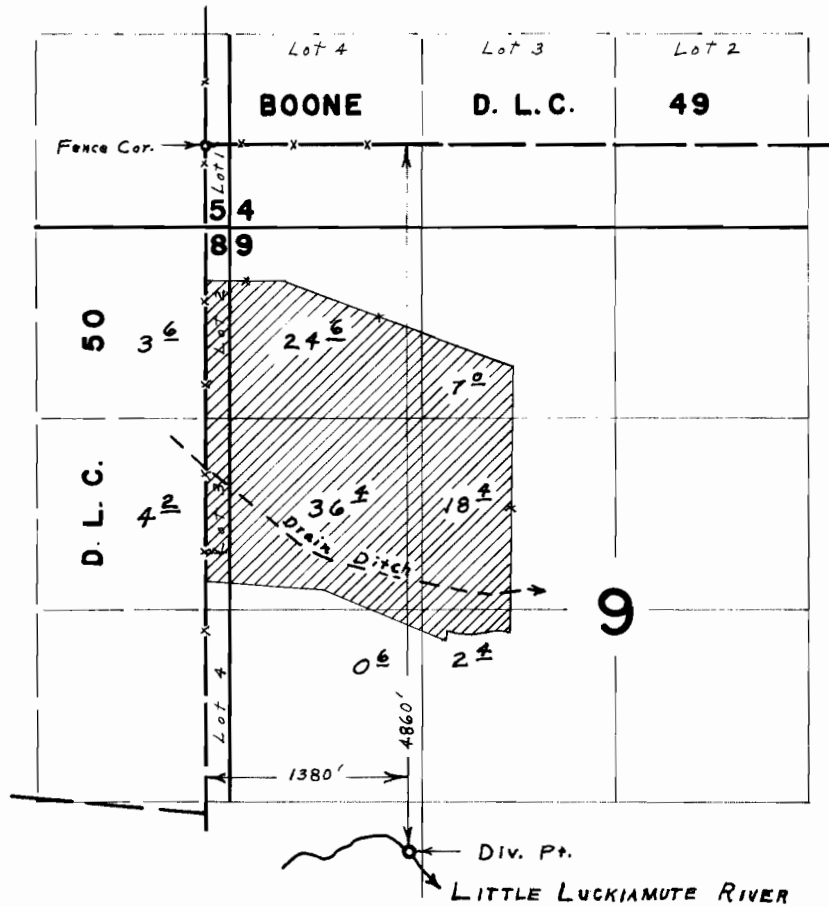 Lot 4 Lot 3 Lot 2
BOONE D. L. C. 49
Fence Cor.
Lot 1
5 4
8 9
50
3 6
Lot 2
24 6
7 0
D. L. C.
4 2
Lot 3
36 4
18 4
Drain Ditch
9
0 6
2 4
Lot 4
4860'
1380'
Div. Pt.
LITTLE LUCKIAMUTE RIVER